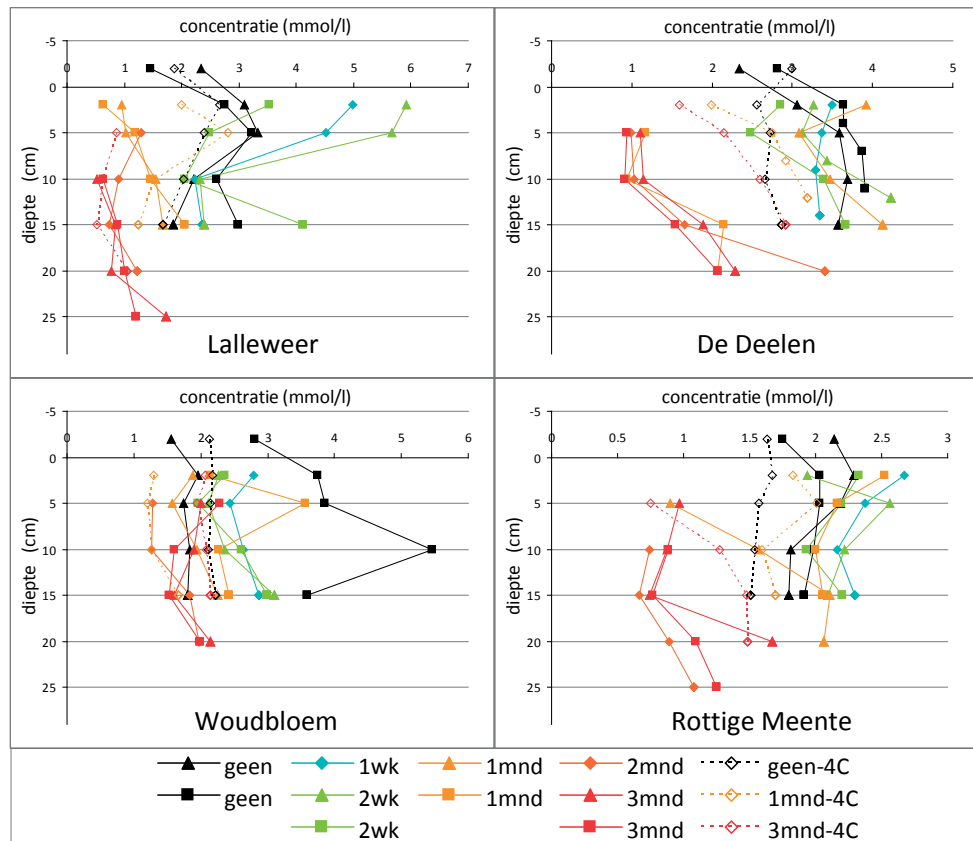 concentratie (mmol/l)
-5
0 1 2 3 4 5 6 7
0
5
10
15
20
25
diepte (cm)
Lalleweer
concentratie (mmol/l)
-5
0 1 2 3 4 5
0
5
10
15
20
25
diepte (cm)
De Deelen
concentratie (mmol/l)
-5
0 1 2 3 4 5 6
0
5
10
15
20
25
diepte (cm)
Woudbloem
concentratie (mmol/l)
-5
0 0.5 1 1.5 2 2.5 3
0
5
10
15
20
25
diepte (cm)
Rottige Meente
geen 1wk 1mnd 2mnd geen-4C
geen 2wk 1mnd 3mnd 1mnd-4C
2wk 3mnd 3mnd-4C